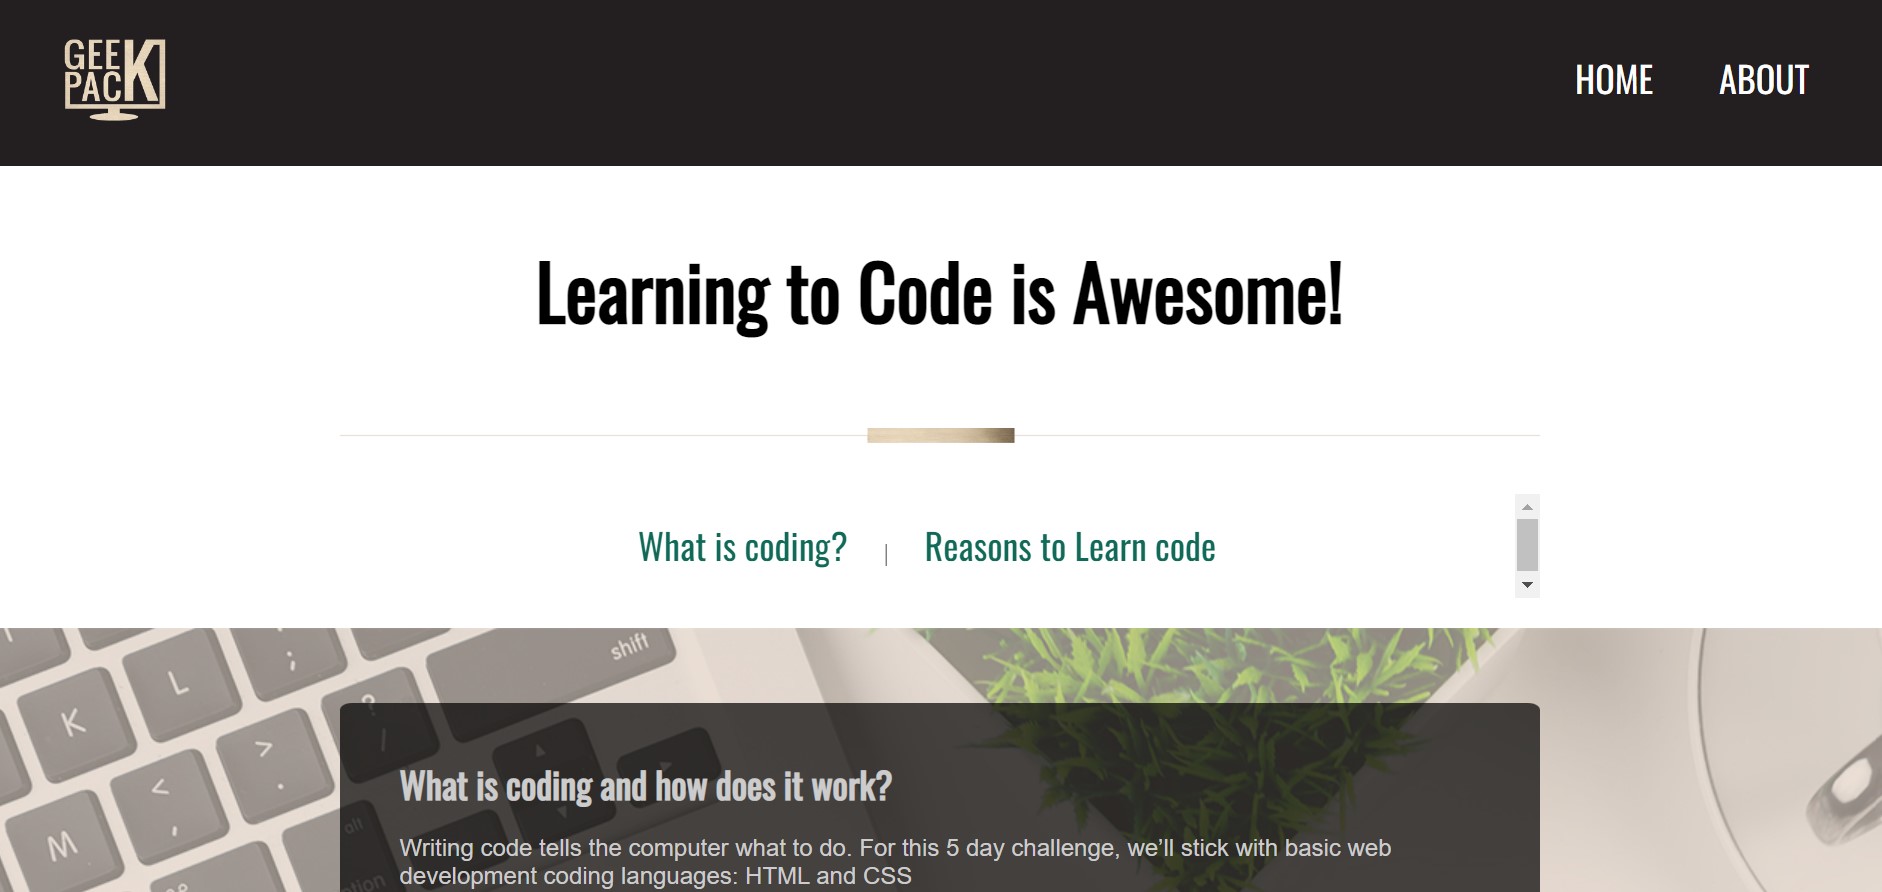 GEEK
PACK
HOME
ABOUT
Learning to Code is Awesome!
What is coding? | Reasons to Learn code
shift
? L ;
K > .
< ,
M
alt
What is coding and how does it work?
Writing code tells the computer what to do. For this 5 day challenge, we’ll stick with basic web
development coding languages: HTML and CSS